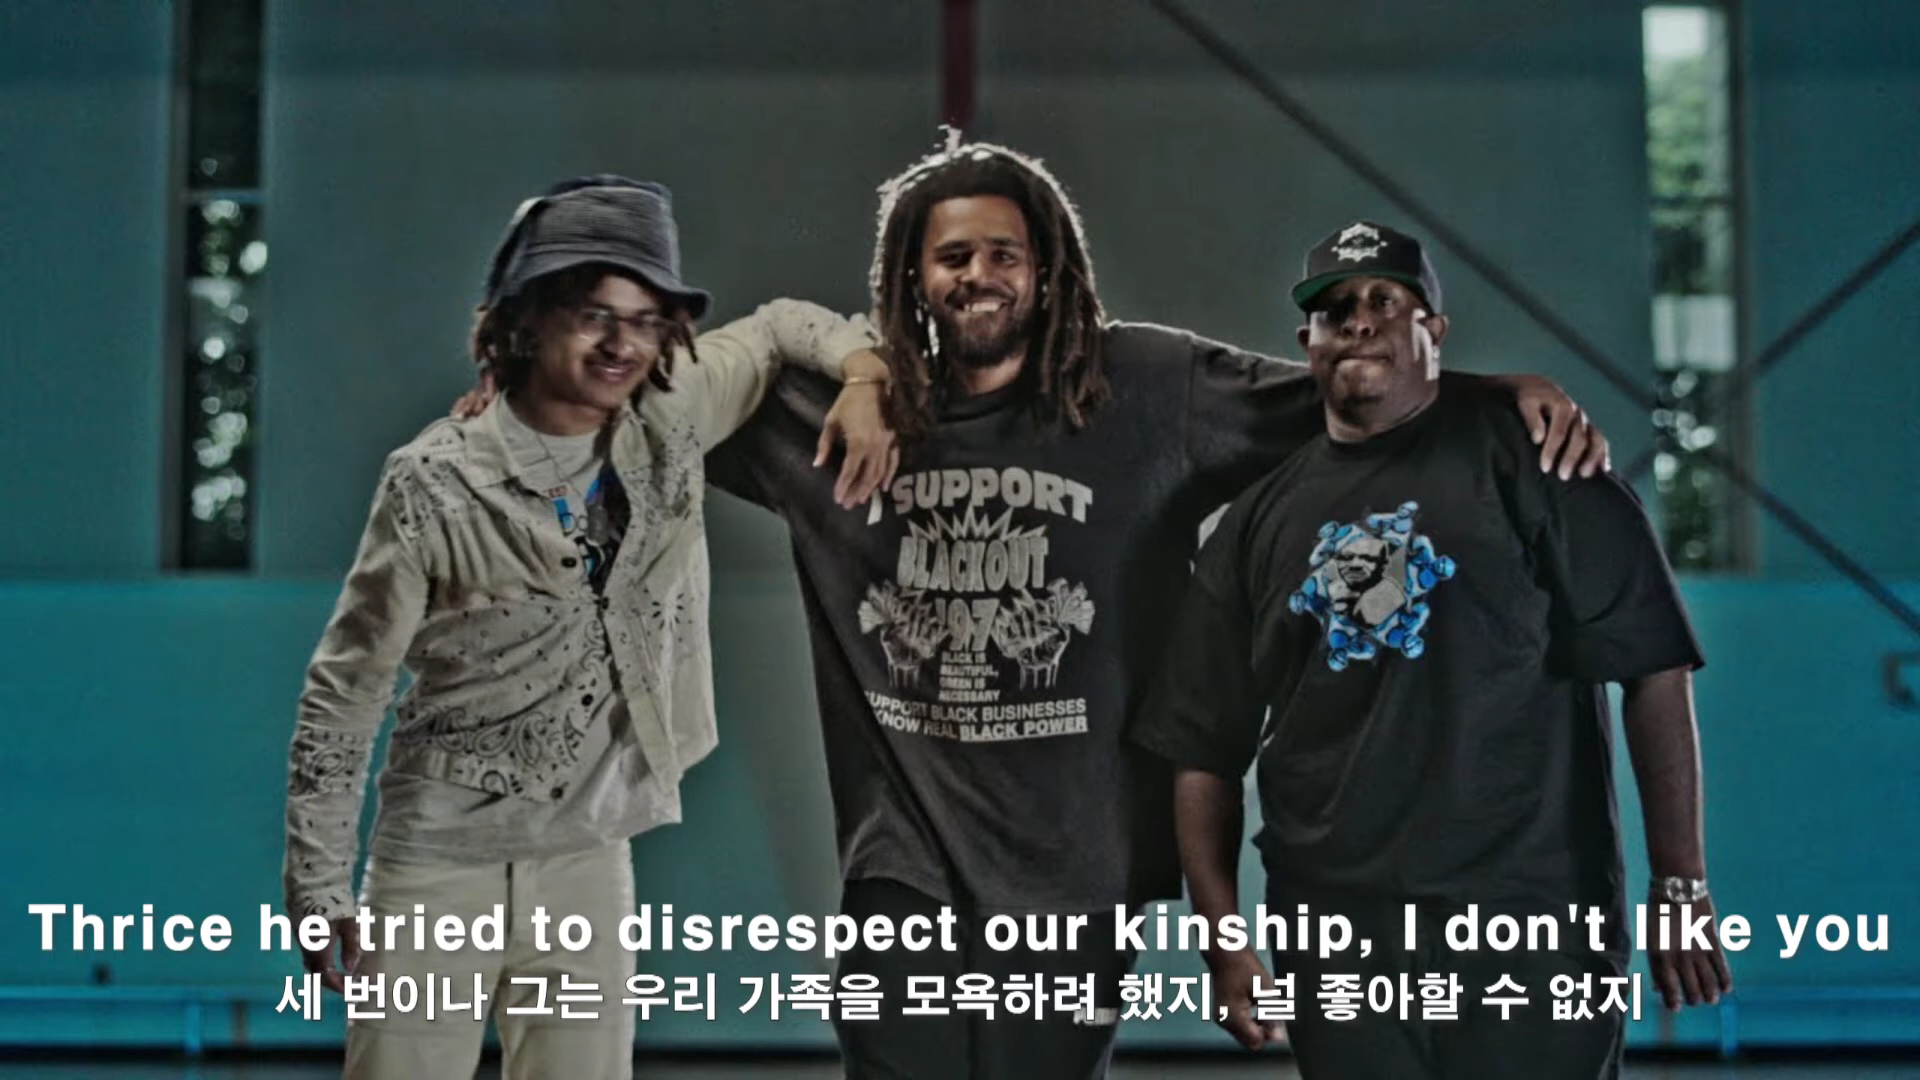 I SUPPORT
BLACKOUT
'97
BLACK IS
BEAUTIFUL,
GREEN IS
NECESSARY
SUPPORT BLACK BUSINESSES
KNOW REAL BLACK POWER
Thrice he tried to disrespect our kinship, I don't like you
세 번이나 그는 우리 가족을 모욕하려 했지, 널 좋아할 수 없지